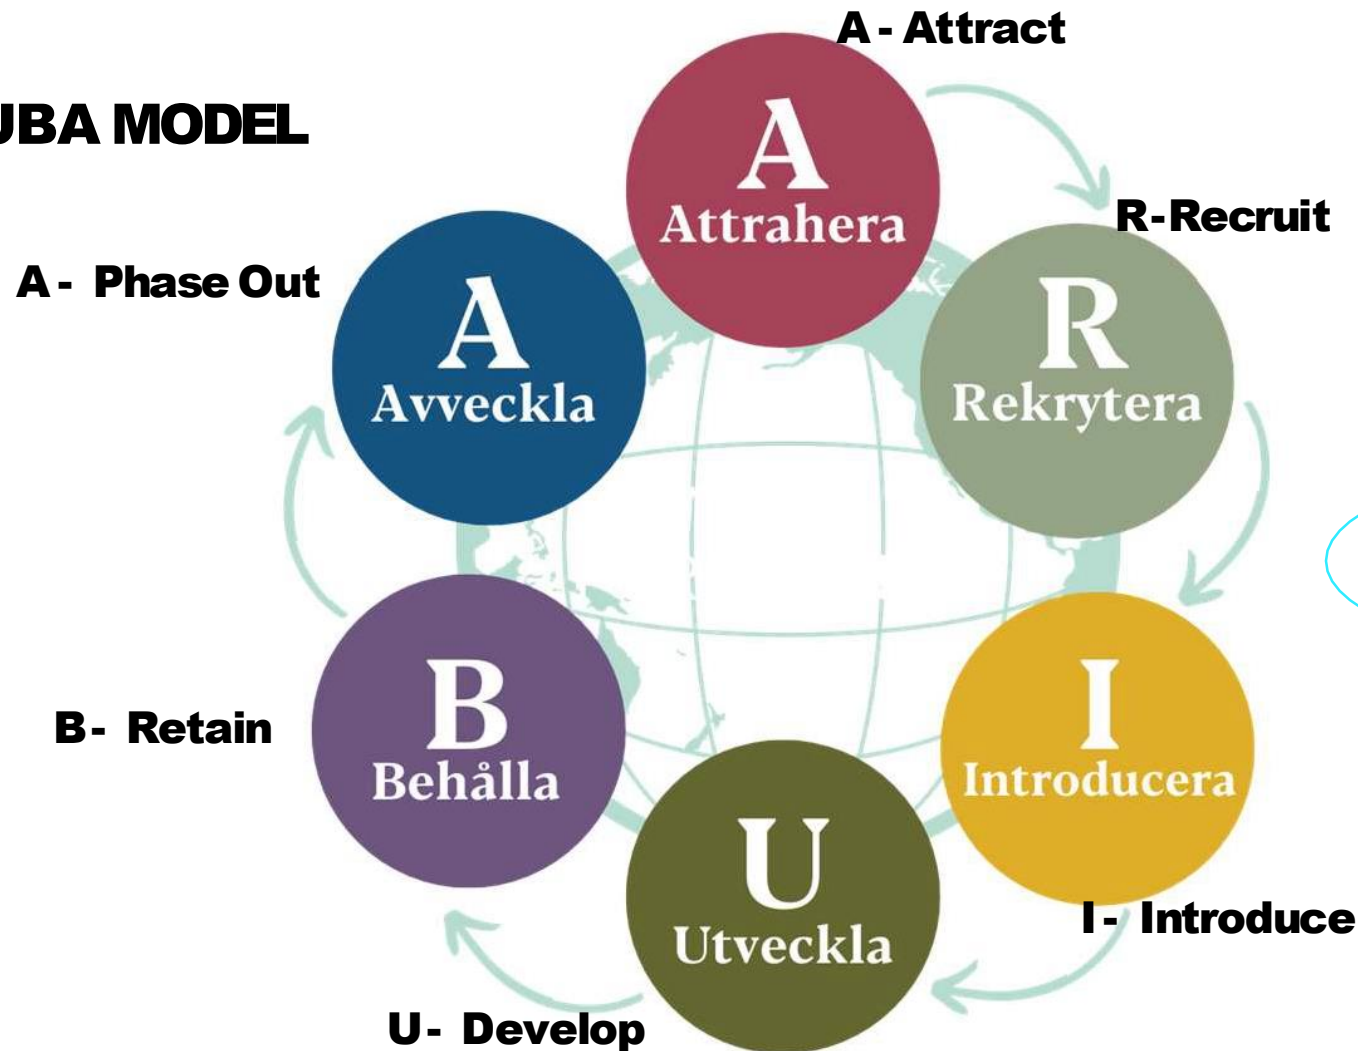 A - Attract
UBA MODEL
A
Attrahera
R-Recruit
A - Phase Out
A
Avveckla
R
Rekrytera
B - Retain
B
Behålla
I
Introducera
I - Introduce
U
Utveckla
U - Develop